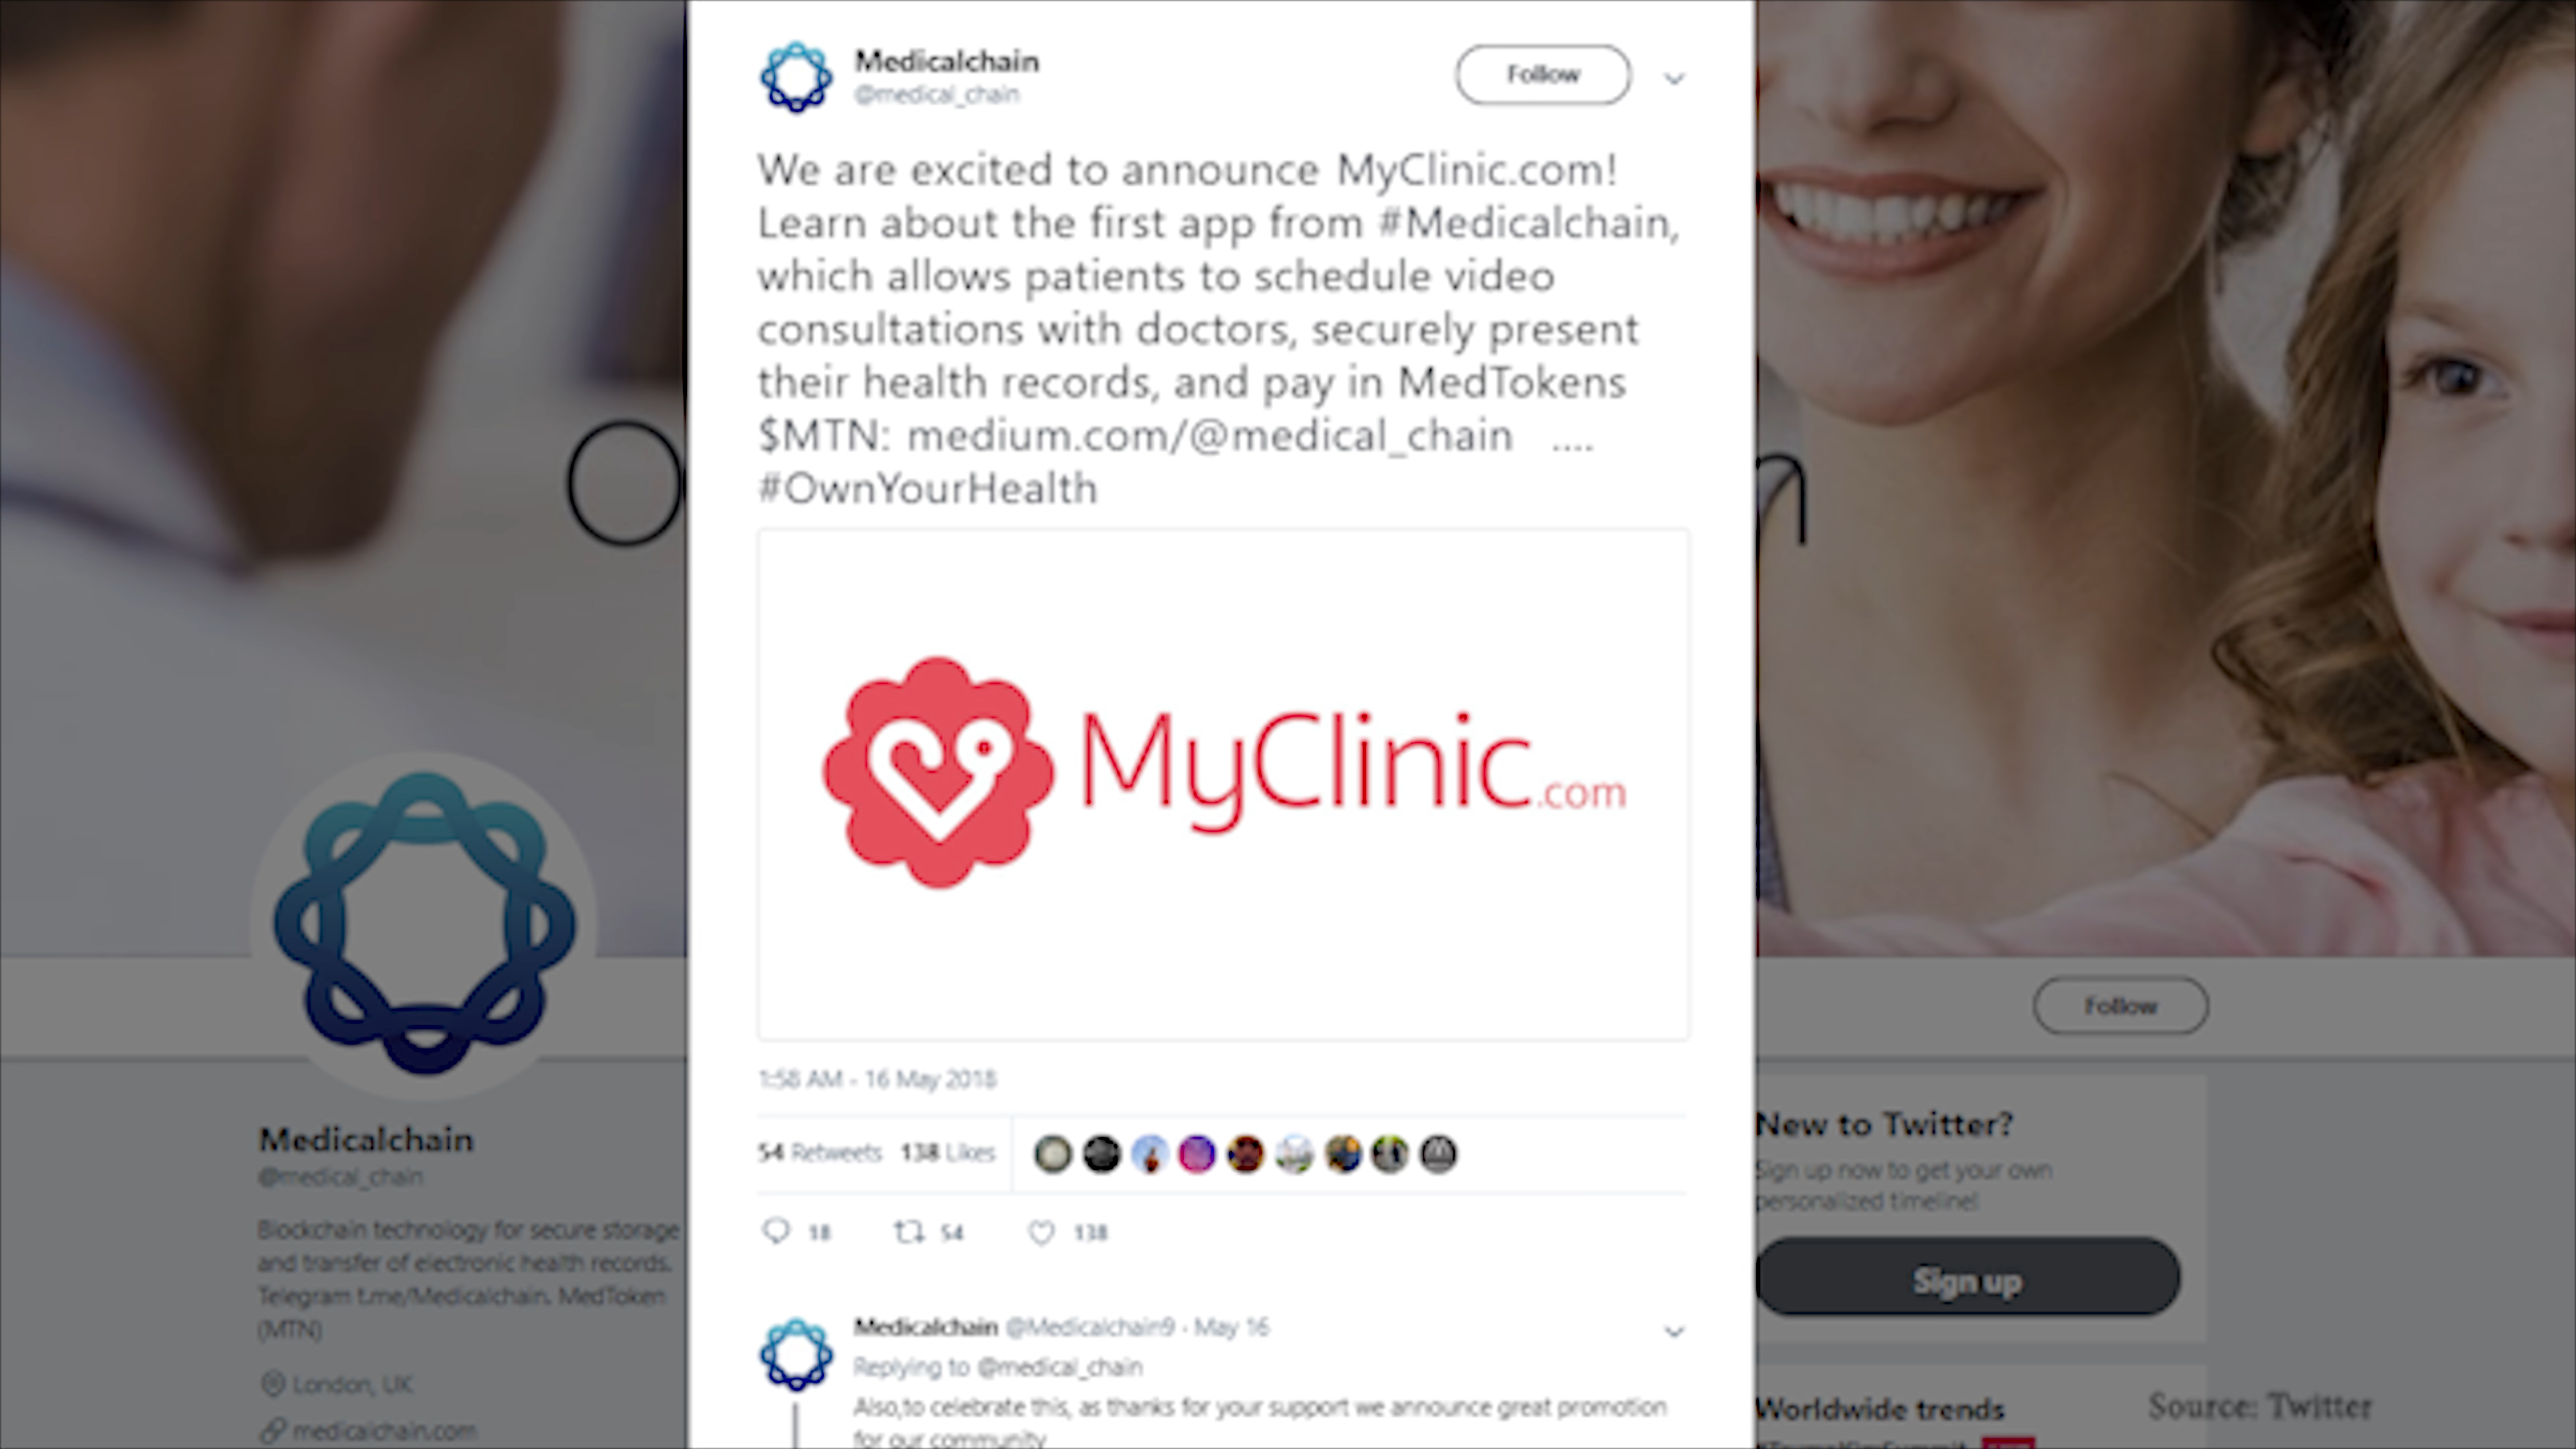 Medicalchain
@medical_chain
Follow
We are excited to announce MyClinic.com!
Learn about the first app from #Medicalchain,
which allows patients to schedule video
consultations with doctors, securely present
their health records, and pay in MedTokens
$MTN: medium.com/@medical_chain ....
#OwnYourHealth
MyClinic.com
1:58 AM - 16 May 2018
54 Retweets 138 Likes
18 54 138
Medicalchain @Medicalchain9 · May 16
Replying to @medical_chain
Also,to celebrate this, as thanks for your support we announce great promotion
for our community
O
n
Medicalchain
@medical_chain
Blockchain technology for secure storage
and transfer of electronic health records.
Telegram t.me/Medicalchain. MedToken
(MTN)
London, UK
medicalchain.com
Follow
New to Twitter?
Sign up now to get your own
personalized timeline!
Sign up
Worldwide trends
Source: Twitter